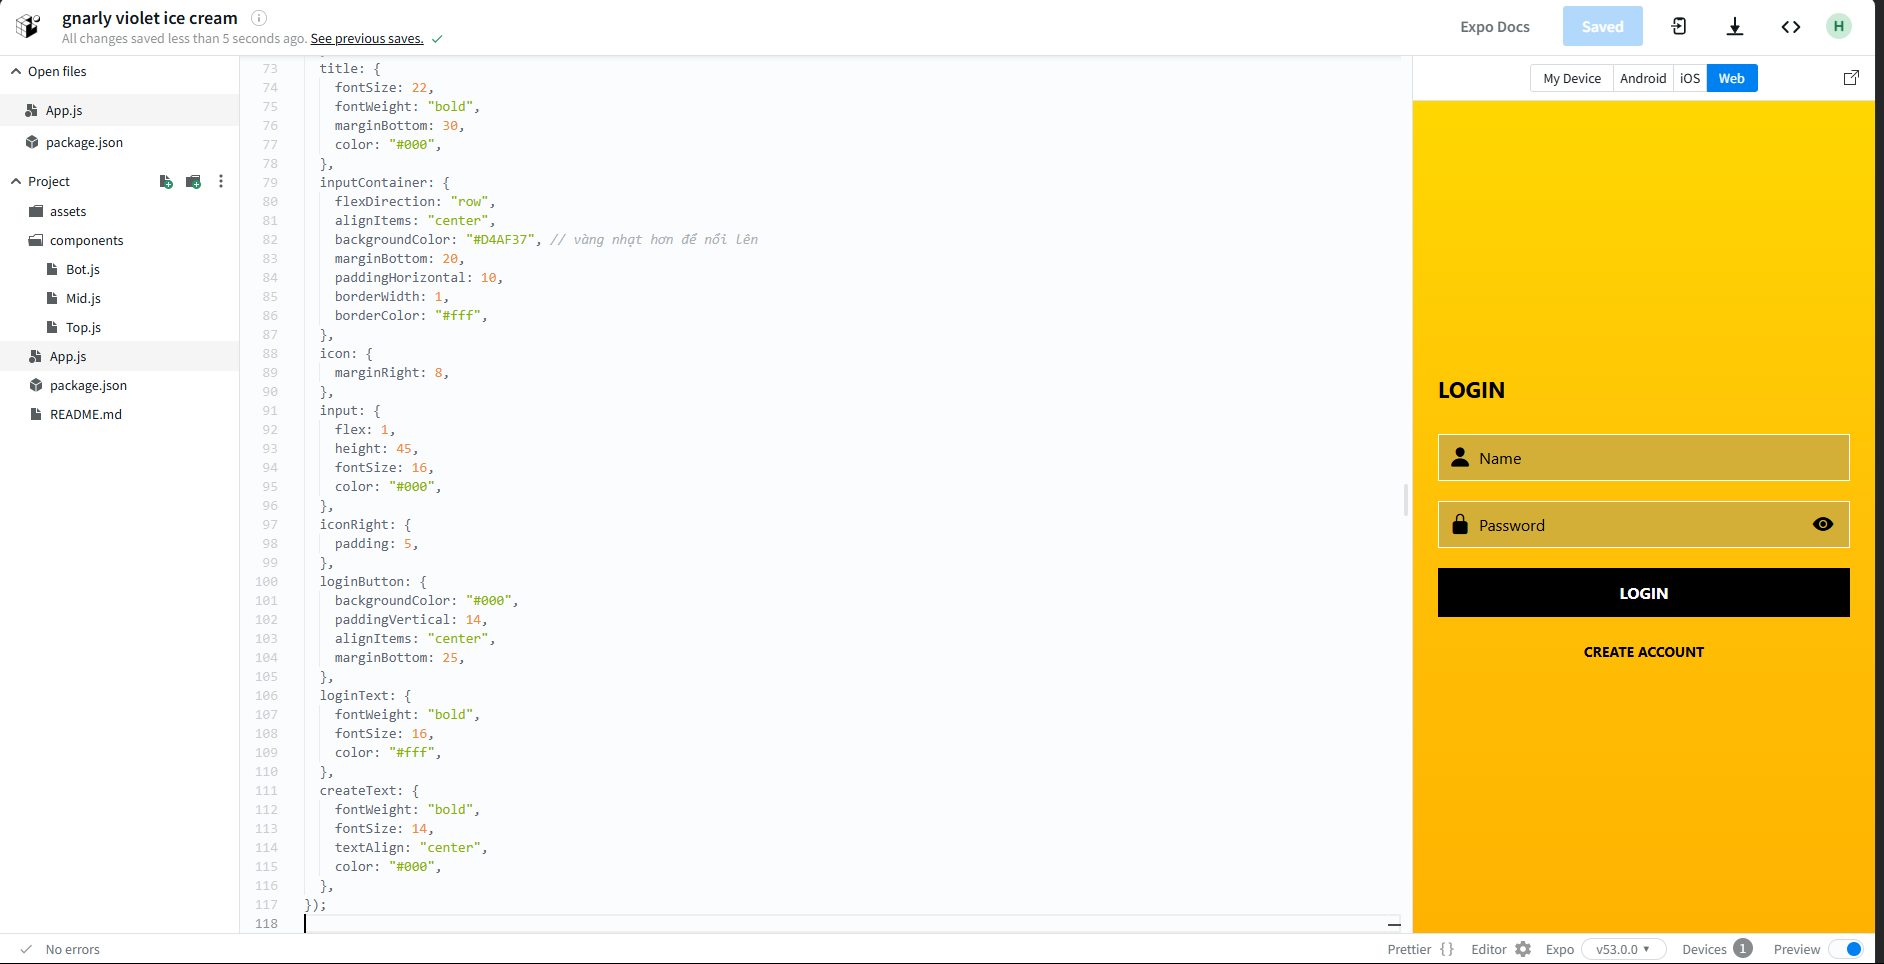 gnarly violet ice cream
All changes saved less than 5 seconds ago. See previous saves.
Expo Docs
Saved
H
Open files
App.js
package.json
Project
assets
components
Bot.js
Mid.js
Top.js
App.js
package.json
README.md
73 title: {
74 fontSize: 22,
75 fontWeight: "bold",
76 marginBottom: 30,
77 color: "#000",
78 },
79 inputContainer: {
80 flexDirection: "row",
81 alignItems: "center",
82 backgroundColor: "#D4AF37", // vàng nhạt hơn để nổi lên
83 marginBottom: 20,
84 paddingHorizontal: 10,
85 borderWidth: 1,
86 borderColor: "#fff",
87 },
88 icon: {
89 marginRight: 8,
90 },
91 input: {
92 flex: 1,
93 height: 45,
94 fontSize: 16,
95 color: "#000",
96 },
97 iconRight: {
98 padding: 5,
99 },
100 loginButton: {
101 backgroundColor: "#000",
102 paddingVertical: 14,
103 alignItems: "center",
104 marginBottom: 25,
105 },
106 loginText: {
107 fontWeight: "bold",
108 fontSize: 16,
109 color: "#fff",
110 },
111 createText: {
112 fontWeight: "bold",
113 fontSize: 14,
114 textAlign: "center",
115 color: "#000",
116 },
117 });
118
My Device Android iOS Web
LOGIN
Name
Password
LOGIN
CREATE ACCOUNT
No errors
Prettier { } Editor Expo v53.0.0 Devices 1 Preview